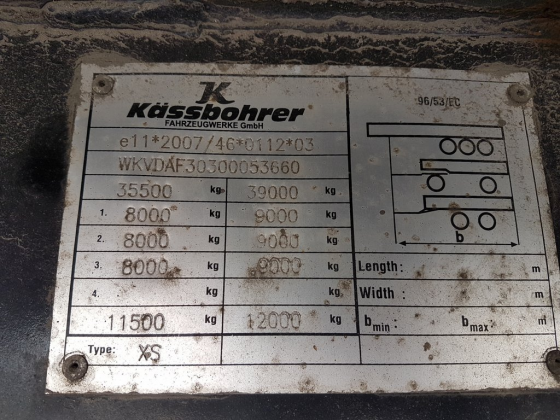 K
Kässbohrer
FAHRZEUGWERKE GmbH
e11*2007/46*0112*03
WKVDAF30300053660
35500 kg 39000 kg
1. 8000 kg 9000 kg
2. 8000 kg 9000 kg
3. 8000 kg 9000 kg
4. kg kg
11500 kg 12000 kg
Type: XS
96/53/EC
b
Length: m
Width: m
b min: b max: m